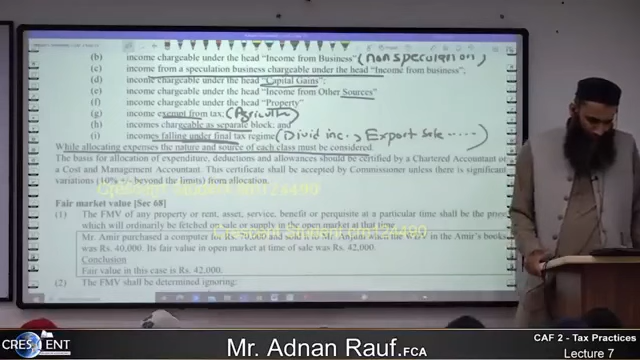 (b) income chargeable under the head "Income from Business" (non speculation)
(c) income from a speculation business chargeable under the head "Income from business";
(d) income chargeable under the head "Capital Gains";
(e) income chargeable under the head "Income from Other Sources"
(f) income chargeable under the head "Property"
(g) income exempt from tax; (Agriculture)
(h) income chargeable as separate block; and
(i) incomes falling under final tax regime (Divid inc., Export sale .....)
While allocating expenses the nature and source of each class must be considered.
The basis for allocation of expenditure, deductions and allowances should be certified by a Chartered Accountant or
a Cost and Management Accountant. This certificate shall be accepted by Commissioner unless there is significant
variations (10% beyond the limits) from allocation.
Fair market value [Sec 68]
(1) The FMV of any property or rent, asset, service, benefit or perquisite at a particular time shall be the price
which will ordinarily be fetched on sale or supply in the open market at that time.
Mr. Amir purchased a computer for Rs. 70,000 and sold it to Mr. when the WDV in the Amir's books
was Rs. 40,000. Its fair value in open market at time of sale was Rs. 42,000.
Conclusion
Fair value in this case is Rs. 42,000.
(2) The FMV shall be determined ignoring:
CRESCENT
Mr. Adnan Rauf.FCA
CAF 2 - Tax Practices
Lecture 7